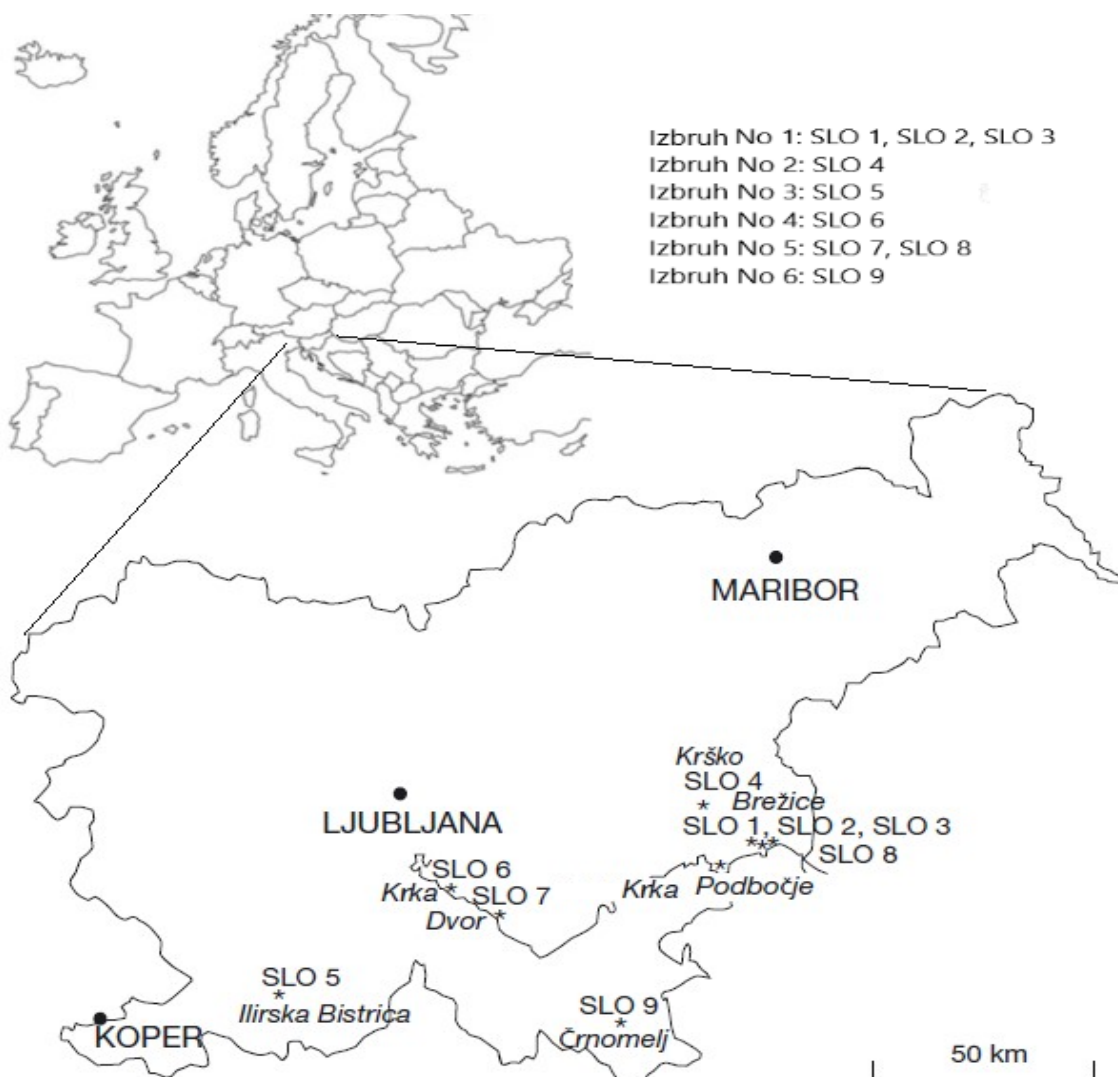 Izbruh No 1: SLO 1, SLO 2, SLO 3
Izbruh No 2: SLO 4
Izbruh No 3: SLO 5
Izbruh No 4: SLO 6
Izbruh No 5: SLO 7, SLO 8
Izbruh No 6: SLO 9
MARIBOR
Krško
SLO 4
Brežice
LJUBLJANA
SLO 1, SLO 2, SLO 3
SLO 8
SLO 6
Krka
SLO 7
Krka
Podbočje
Dvor
SLO 5
Ilirska Bistrica
SLO 9
Črnomelj
KOPER
50 km